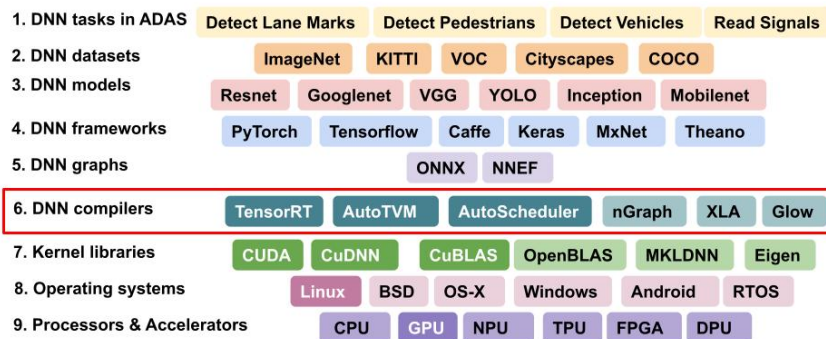 1. DNN tasks in ADAS Detect Lane Marks Detect Pedestrians Detect Vehicles Read Signals
2. DNN datasets ImageNet KITTI VOC Cityscapes COCO
3. DNN models Resnet Googlenet VGG YOLO Inception Mobilenet
4. DNN frameworks PyTorch Tensorflow Caffe Keras MxNet Theano
5. DNN graphs ONNX NNEF
6. DNN compilers TensorRT AutoTVM AutoScheduler nGraph XLA Glow
7. Kernel libraries CUDA CuDNN CuBLAS OpenBLAS MKLDNN Eigen
8. Operating systems Linux BSD OS-X Windows Android RTOS
9. Processors & Accelerators CPU GPU NPU TPU FPGA DPU